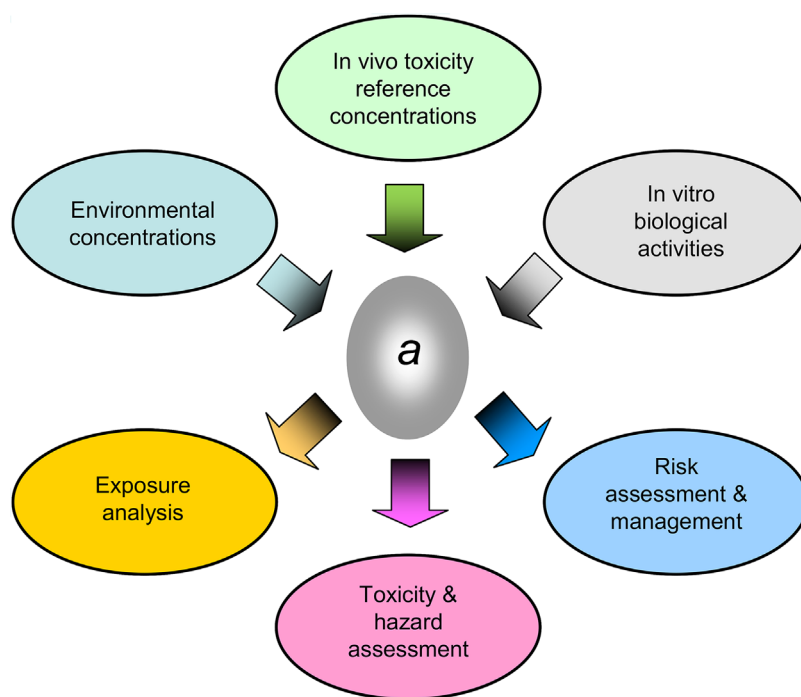 In vivo toxicity
reference
concentrations
Environmental
concentrations
In vitro
biological
activities
a
Exposure
analysis
Risk
assessment &
management
Toxicity &
hazard
assessment